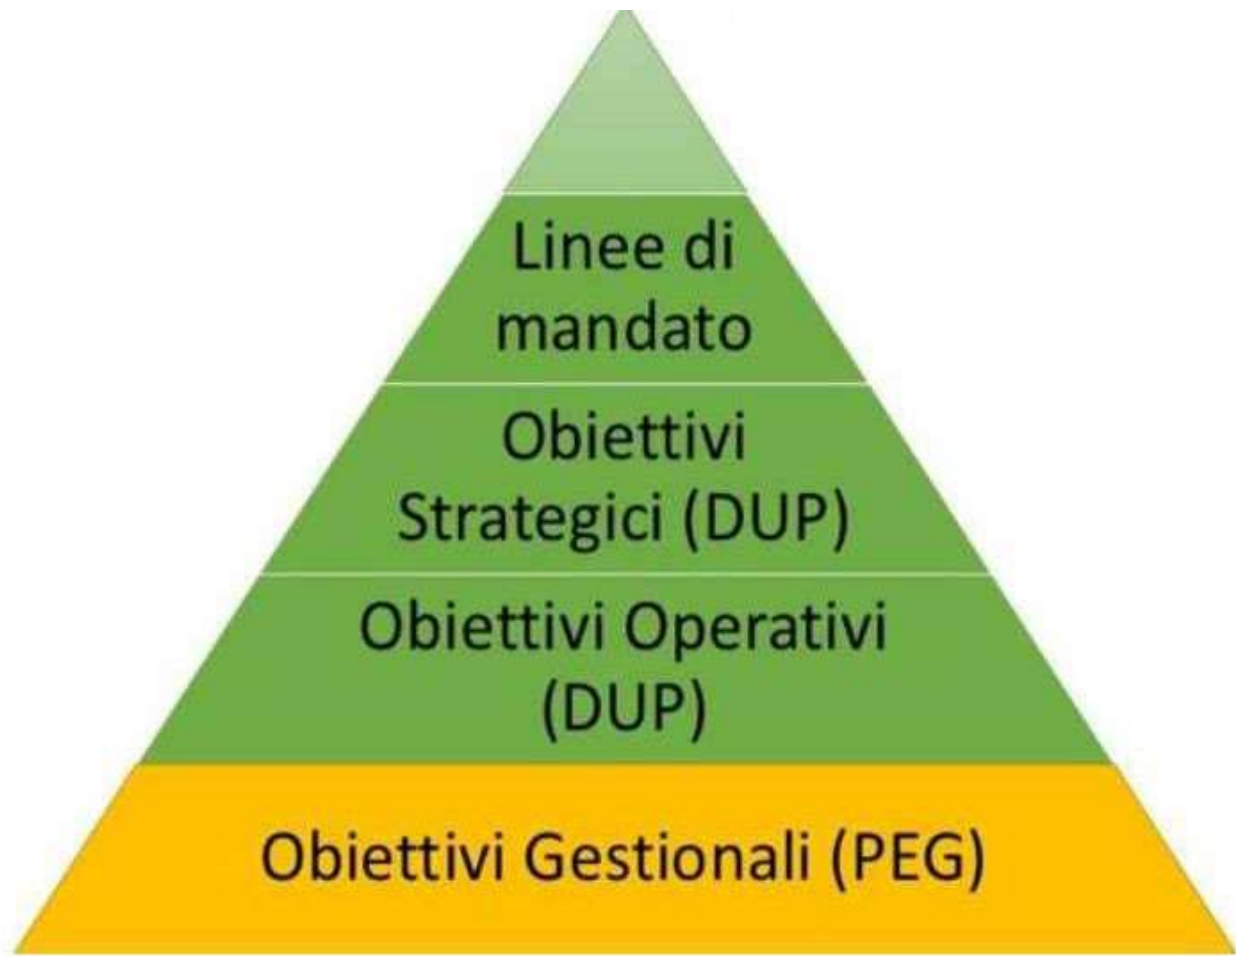 Linee di
mandato
Obiettivi
Strategici (DUP)
Obiettivi Operativi
(DUP)
Obiettivi Gestionali (PEG)